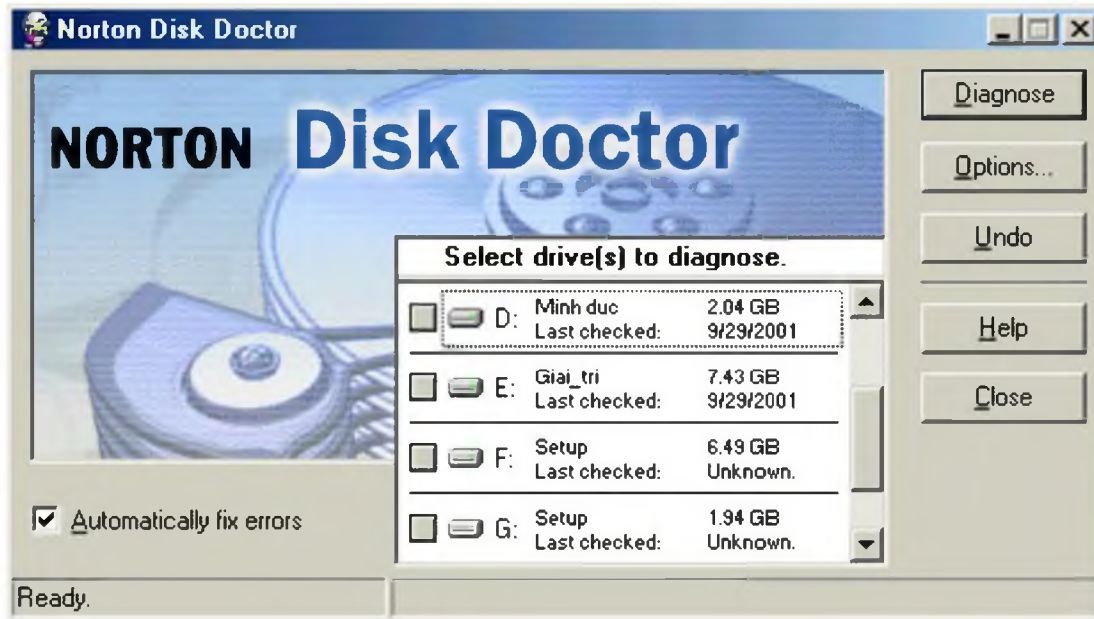 Norton Disk Doctor
NORTON Disk Doctor
Select drive(s) to diagnose.
D: Minh duc 2.04 GB
Last checked: 9/29/2001
E: Giai_tri 7.43 GB
Last checked: 9/29/2001
F: Setup 6.49 GB
Last checked: Unknown.
G: Setup 1.94 GB
Last checked: Unknown.
Automatically fix errors
Diagnose
Options...
Undo
Help
Close
Ready.